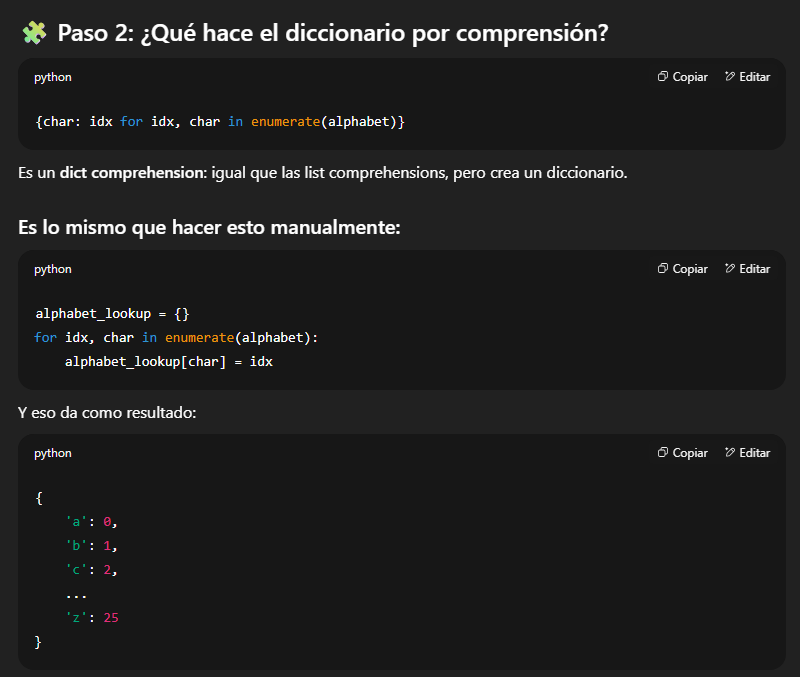 🧩 Paso 2: ¿Qué hace el diccionario por comprensión?
python Copiar Editar
{char: idx for idx, char in enumerate(alphabet)}
Es un dict comprehension: igual que las list comprehensions, pero crea un diccionario.
Es lo mismo que hacer esto manualmente:
python Copiar Editar
alphabet_lookup = {}
for idx, char in enumerate(alphabet):
    alphabet_lookup[char] = idx
Y eso da como resultado:
python Copiar Editar
{
    'a': 0,
    'b': 1,
    'c': 2,
    ...
    'z': 25
}